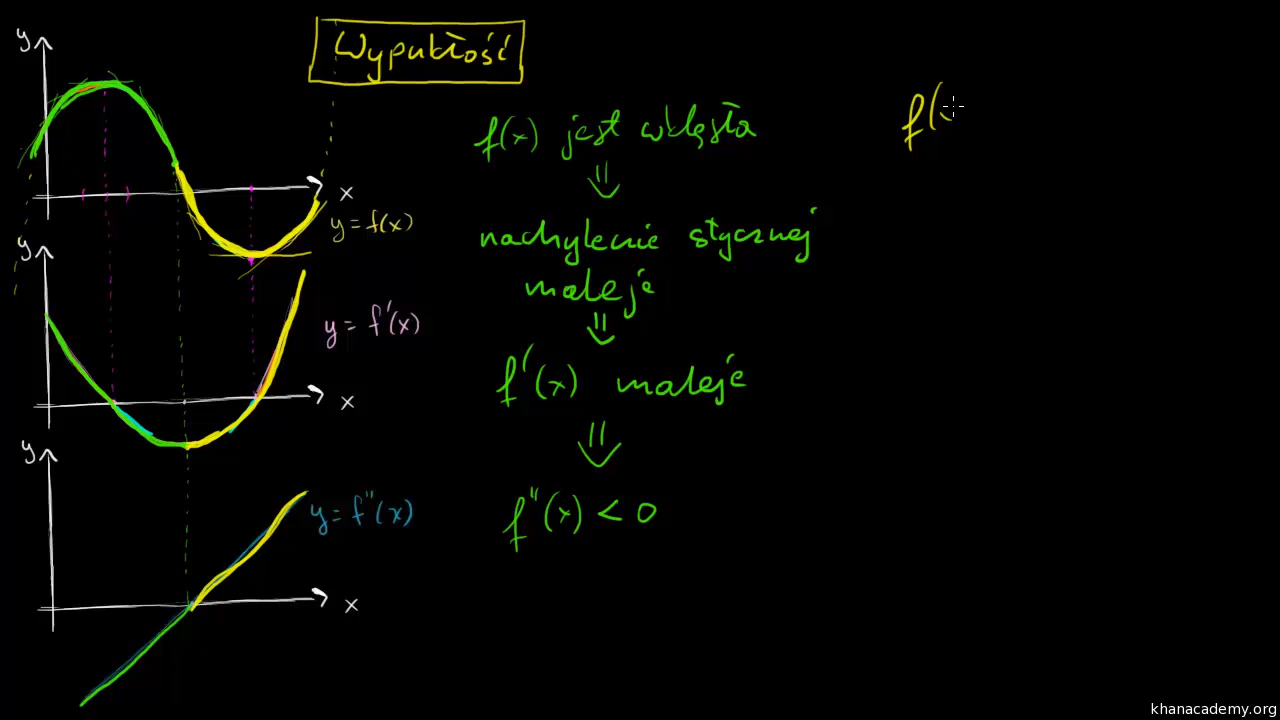 Wypukłość
y
x
y = f(x)
y
x
y = f'(x)
y
x
y = f''(x)
f(x) jest wklęsła
⇓
nachylenie stycznej
maleje
⇓
f'(x) maleje
⇓
f''(x) < 0
f(
khanacademy.org